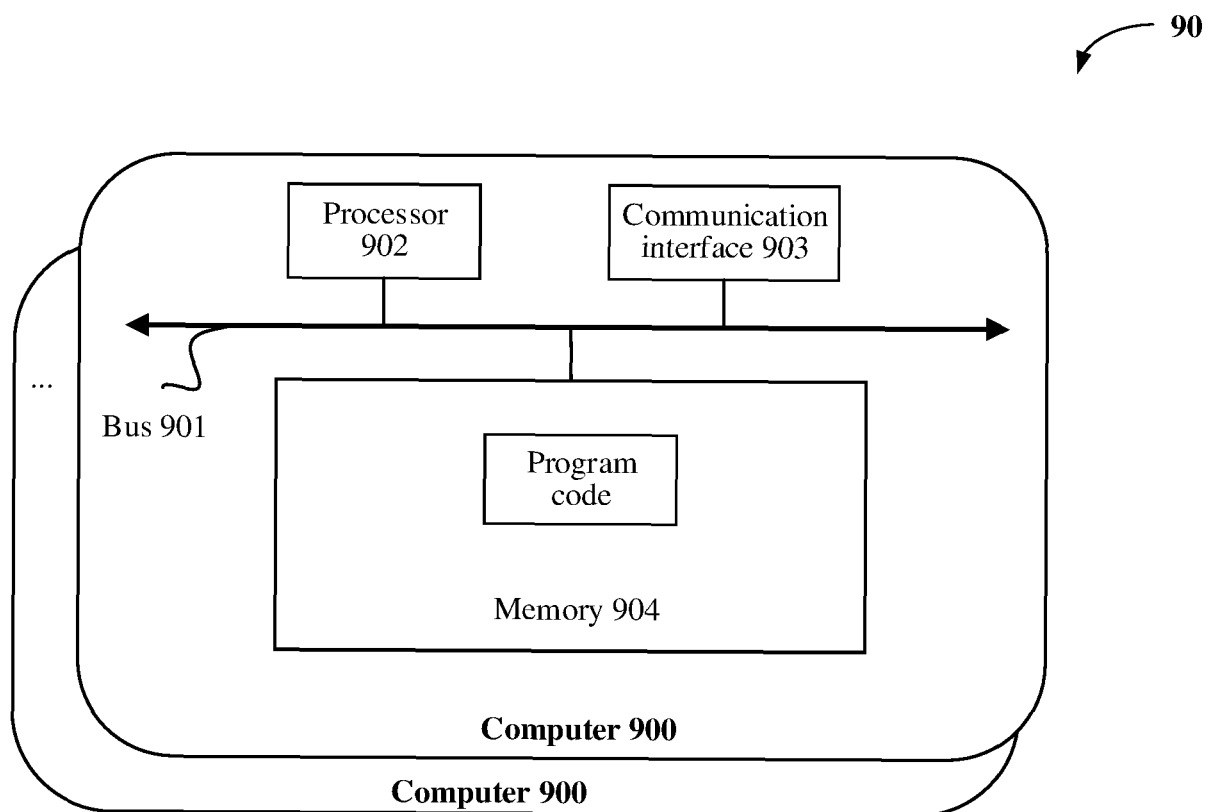 90
Processor
902
Communication
interface 903
...
Bus 901
Program
code
Memory 904
Computer 900
Computer 900